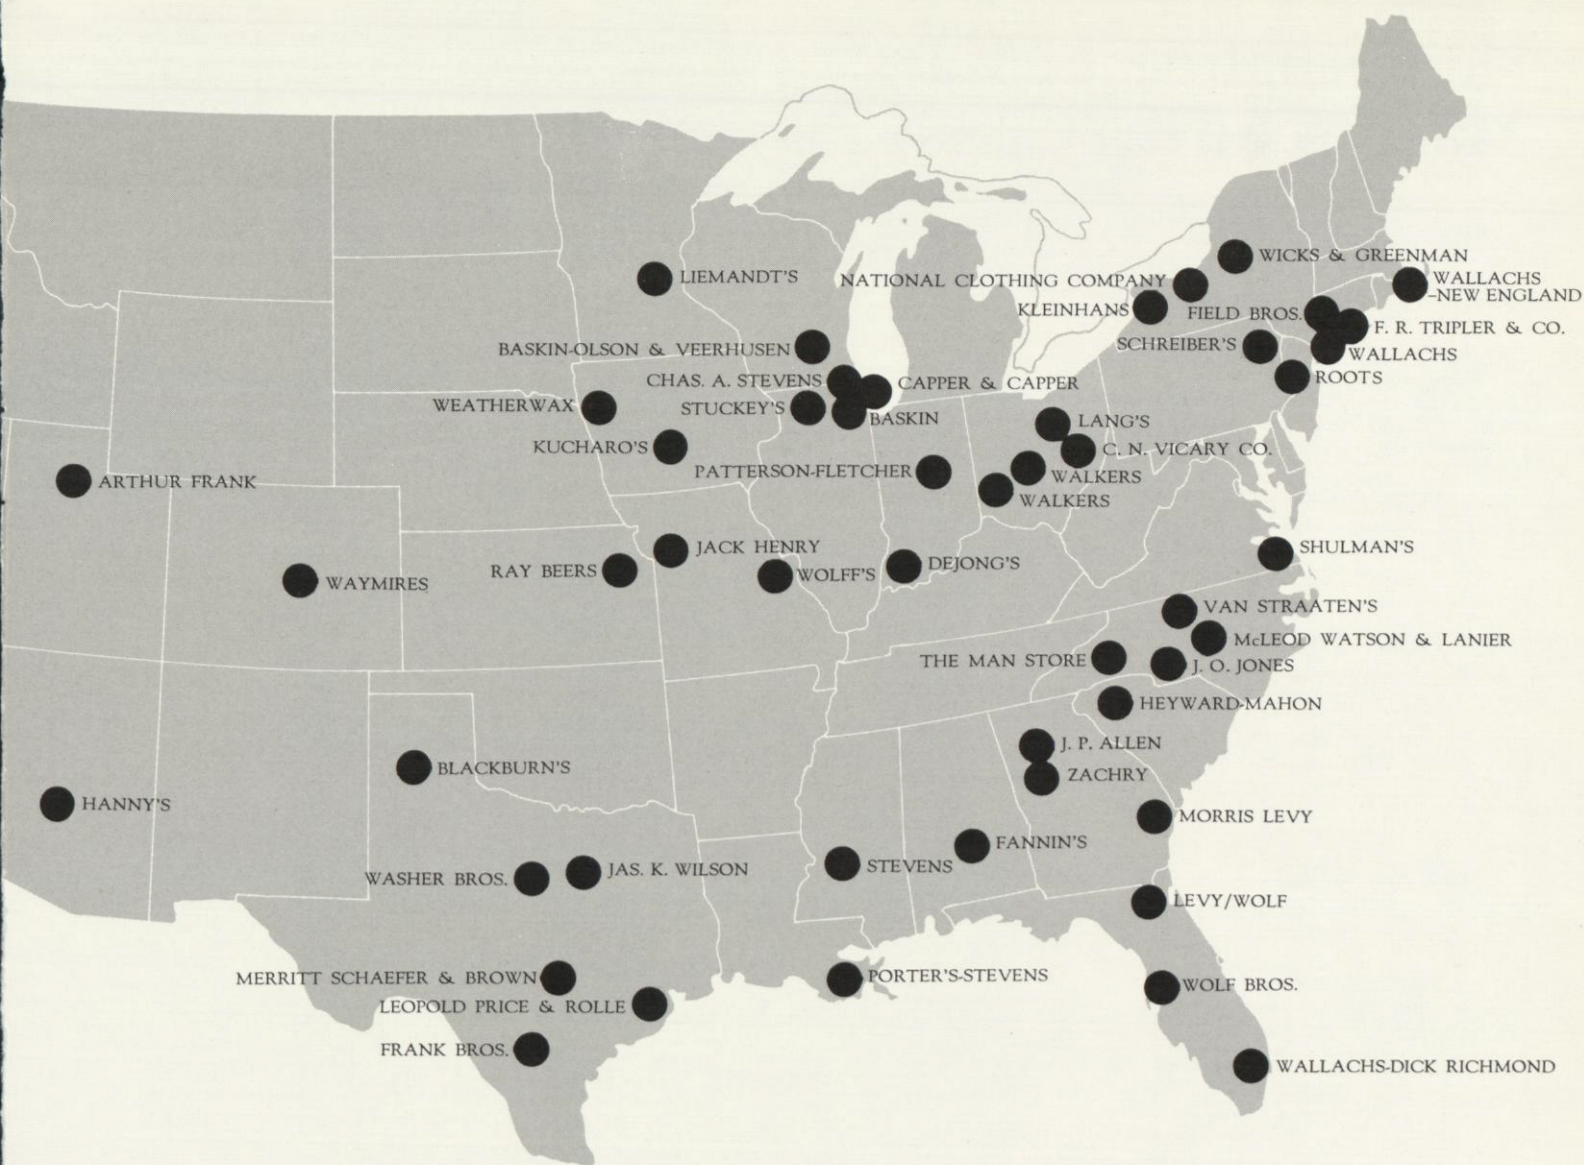 WICKS & GREENMAN
LIEMANDT'S
NATIONAL CLOTHING COMPANY
WALLACHS
–NEW ENGLAND
KLEINHANS
FIELD BROS.
F. R. TRIPLER & CO.
SCHREIBER'S
BASKIN-OLSON & VEERHUSEN
WALLACHS
CHAS. A. STEVENS
CAPPER & CAPPER
ROOTS
WEATHERWAX
STUCKEY'S
BASKIN
LANG'S
KUCHARO'S
C. N. VICARY CO.
PATTERSON-FLETCHER
WALKERS
ARTHUR FRANK
WALKERS
JACK HENRY
SHULMAN'S
RAY BEERS
WOLFF'S
DEJONG'S
WAYMIRES
VAN STRAATEN'S
McLEOD WATSON & LANIER
THE MAN STORE
J. O. JONES
HEYWARD-MAHON
J. P. ALLEN
BLACKBURN'S
ZACHRY
HANNY'S
MORRIS LEVY
FANNIN'S
STEVENS
JAS. K. WILSON
WASHER BROS.
LEVY/WOLF
MERRITT SCHAEFER & BROWN
PORTER'S-STEVENS
WOLF BROS.
LEOPOLD PRICE & ROLLE
FRANK BROS.
WALLACHS-DICK RICHMOND